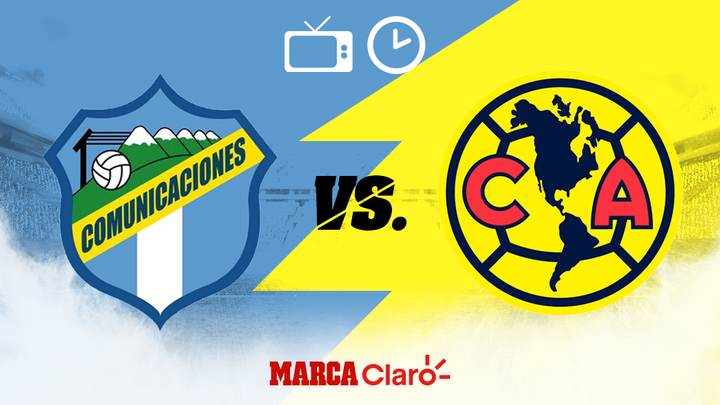 COMUNICACIONES
VS.
C A
MARCA Claro